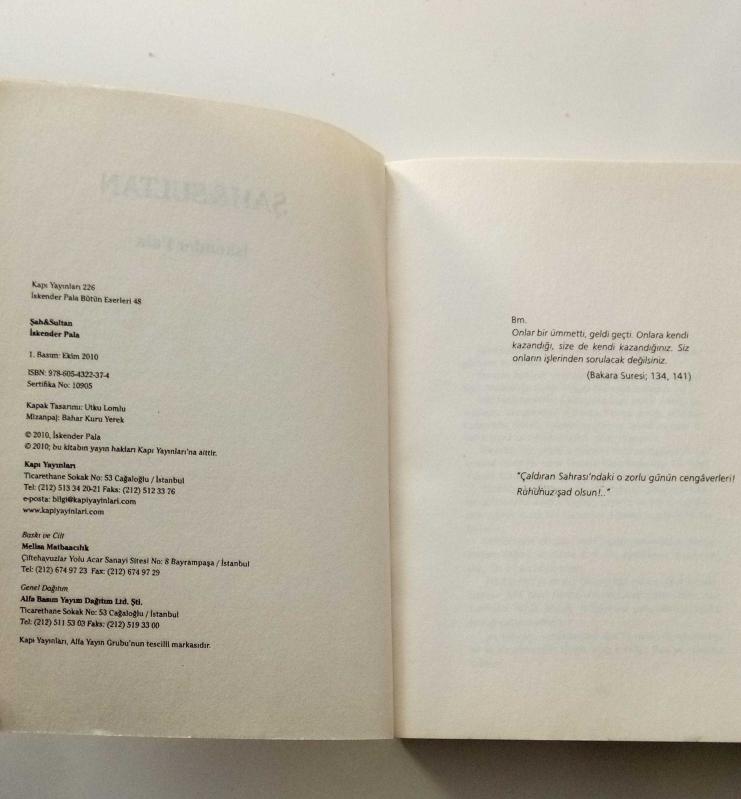 Kapı Yayınları 226
İskender Pala Bütün Eserleri 48
Şah&Sultan
İskender Pala
1. Basım: Ekim 2010
ISBN: 978-605-4322-37-4
Sertifika No: 10905
Kapak Tasarımı: Utku Lomlu
Mizanpaj: Bahar Kuru Yerek
© 2010, İskender Pala
© 2010; bu kitabın yayın hakları Kapı Yayınları'na aittir.
Kapı Yayınları
Ticarethane Sokak No: 53 Cağaloğlu / İstanbul
Tel: (212) 513 34 20-21 Faks: (212) 512 33 76
e-posta: bilgi@kapiyayinlari.com
www.kapiyayinlari.com
Baskı ve Cilt
Melisa Matbaacılık
Çiftehavuzlar Yolu Acar Sanayi Sitesi No: 8 Bayrampaşa / İstanbul
Tel: (212) 674 97 23 Fax: (212) 674 97 29
Genel Dağıtım
Alfa Basım Yayım Dağıtım Ltd. Şti.
Ticarethane Sokak No: 53 Cağaloğlu / İstanbul
Tel: (212) 511 53 03 Faks: (212) 519 33 00
Kapı Yayınları, Alfa Yayın Grubu'nun tescilli markasıdır.
Bm.
Onlar bir ümmetti, geldi geçti. Onlara kendi
kazandığı, size de kendi kazandığınız. Siz
onların işlerinden sorulacak değilsiniz.
(Bakara Suresi; 134, 141)
"Çaldıran Sahrası'ndaki o zorlu günün cengâverleri!
Rûhunuz şad olsun!.."
ŞAH&SULTAN
İskender Pala